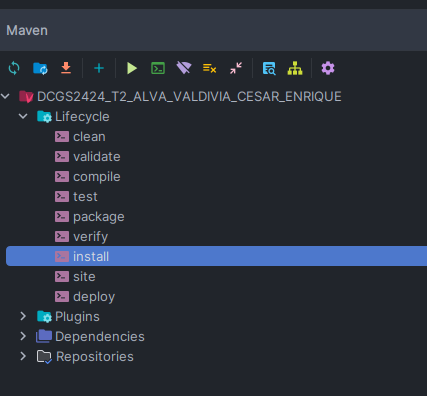 Maven
DCGS2424_T2_ALVA_VALDIVIA_CESAR_ENRIQUE
Lifecycle
clean
validate
compile
test
package
verify
install
site
deploy
Plugins
Dependencies
Repositories